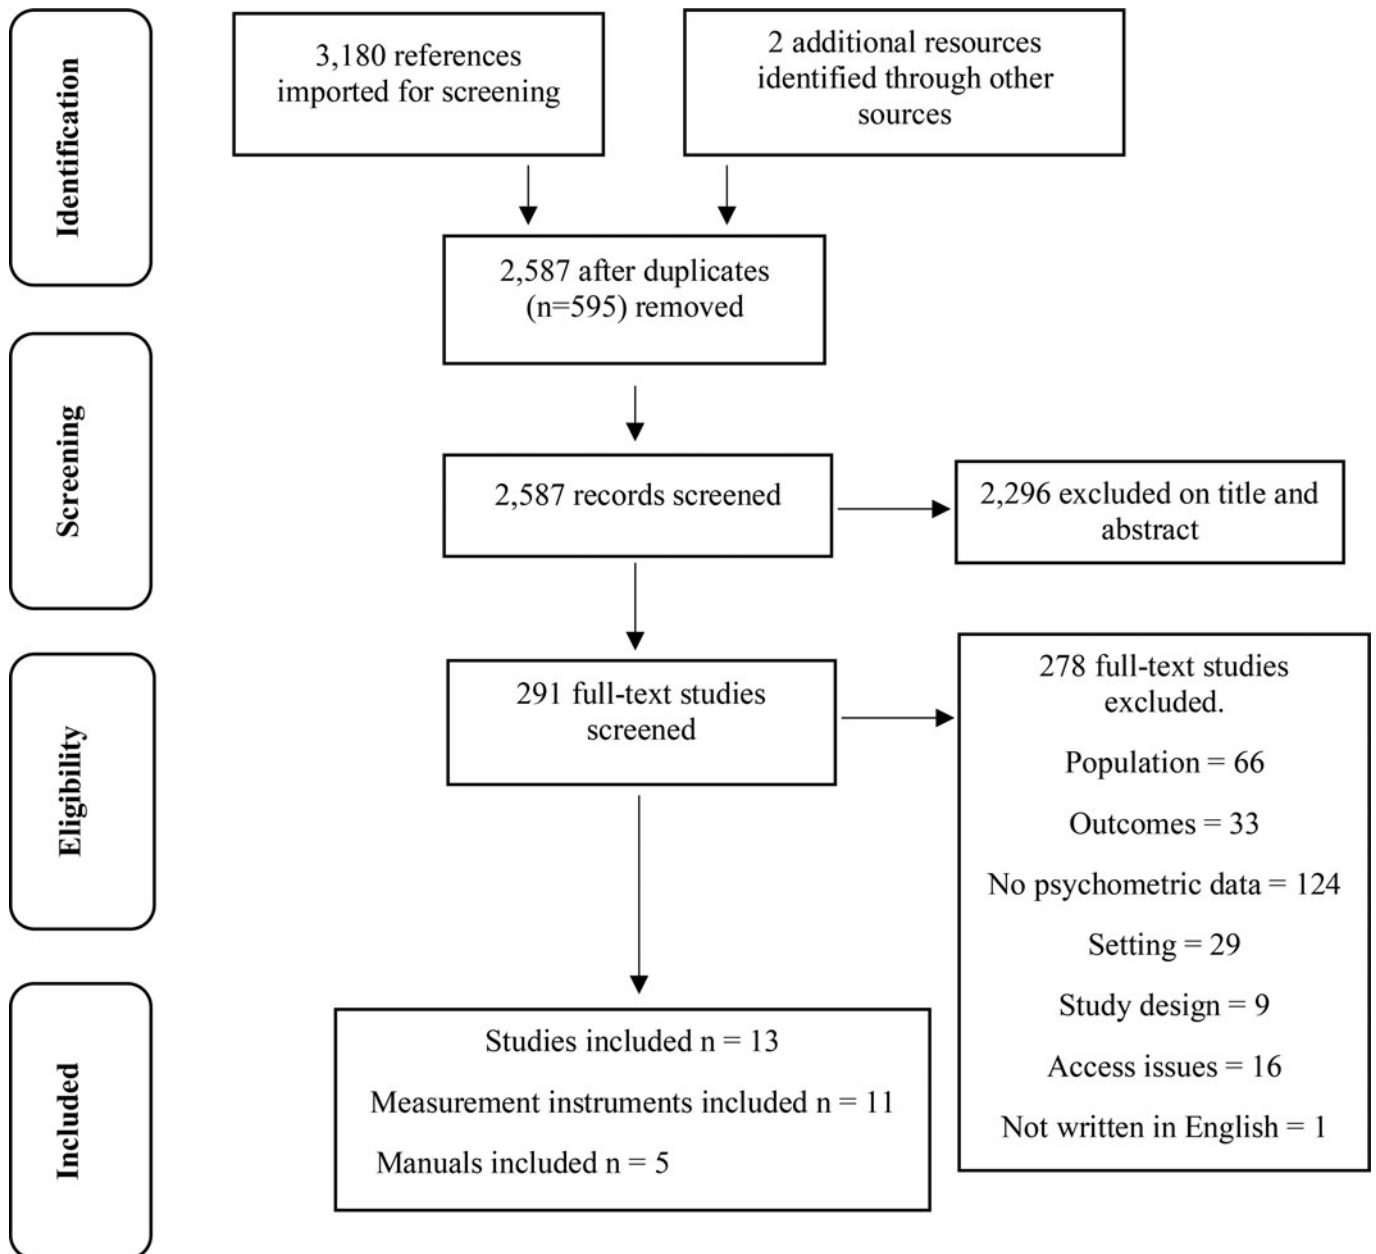 Identification
3,180 references
imported for screening
2 additional resources
identified through other
sources
2,587 after duplicates
(n=595) removed
Screening
2,587 records screened
2,296 excluded on title and
abstract
Eligibility
291 full-text studies
screened
278 full-text studies
excluded.
Population = 66
Outcomes = 33
No psychometric data = 124
Setting = 29
Study design = 9
Access issues = 16
Not written in English = 1
Included
Studies included n = 13
Measurement instruments included n = 11
Manuals included n = 5